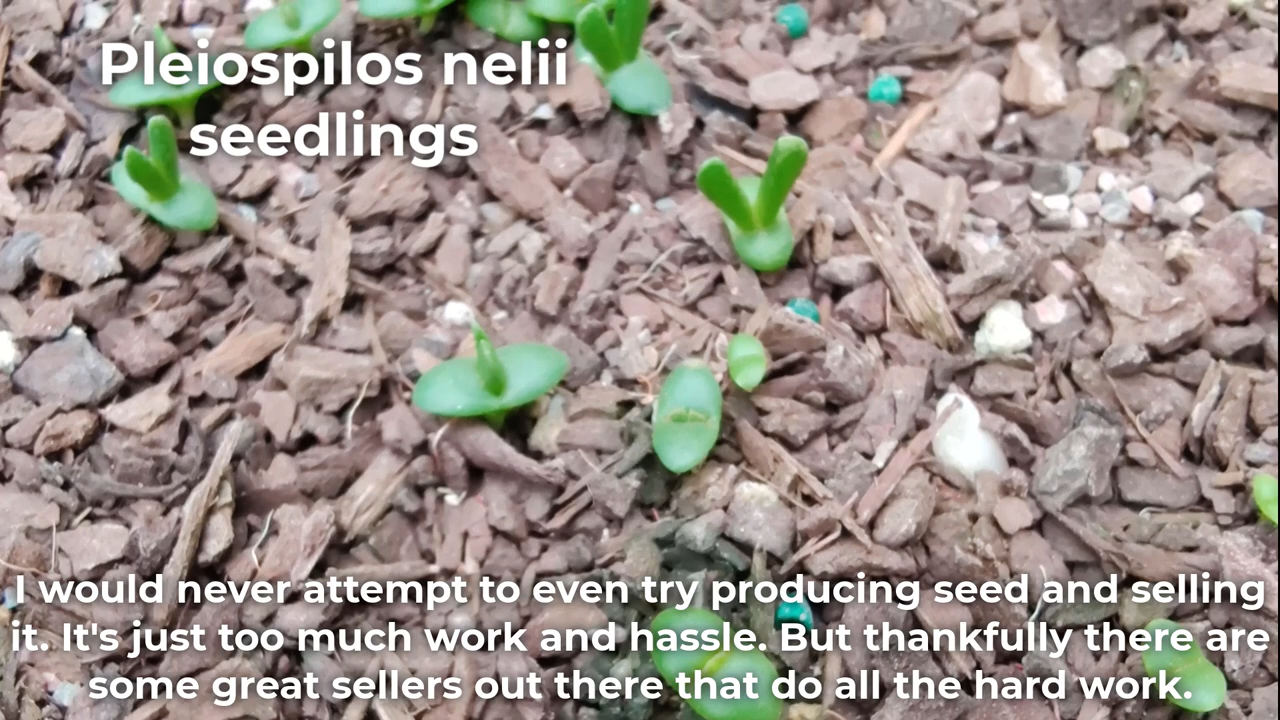 Pleiospilos nelii
seedlings
I would never attempt to even try producing seed and selling
it. It's just too much work and hassle. But thankfully there are
some great sellers out there that do all the hard work.